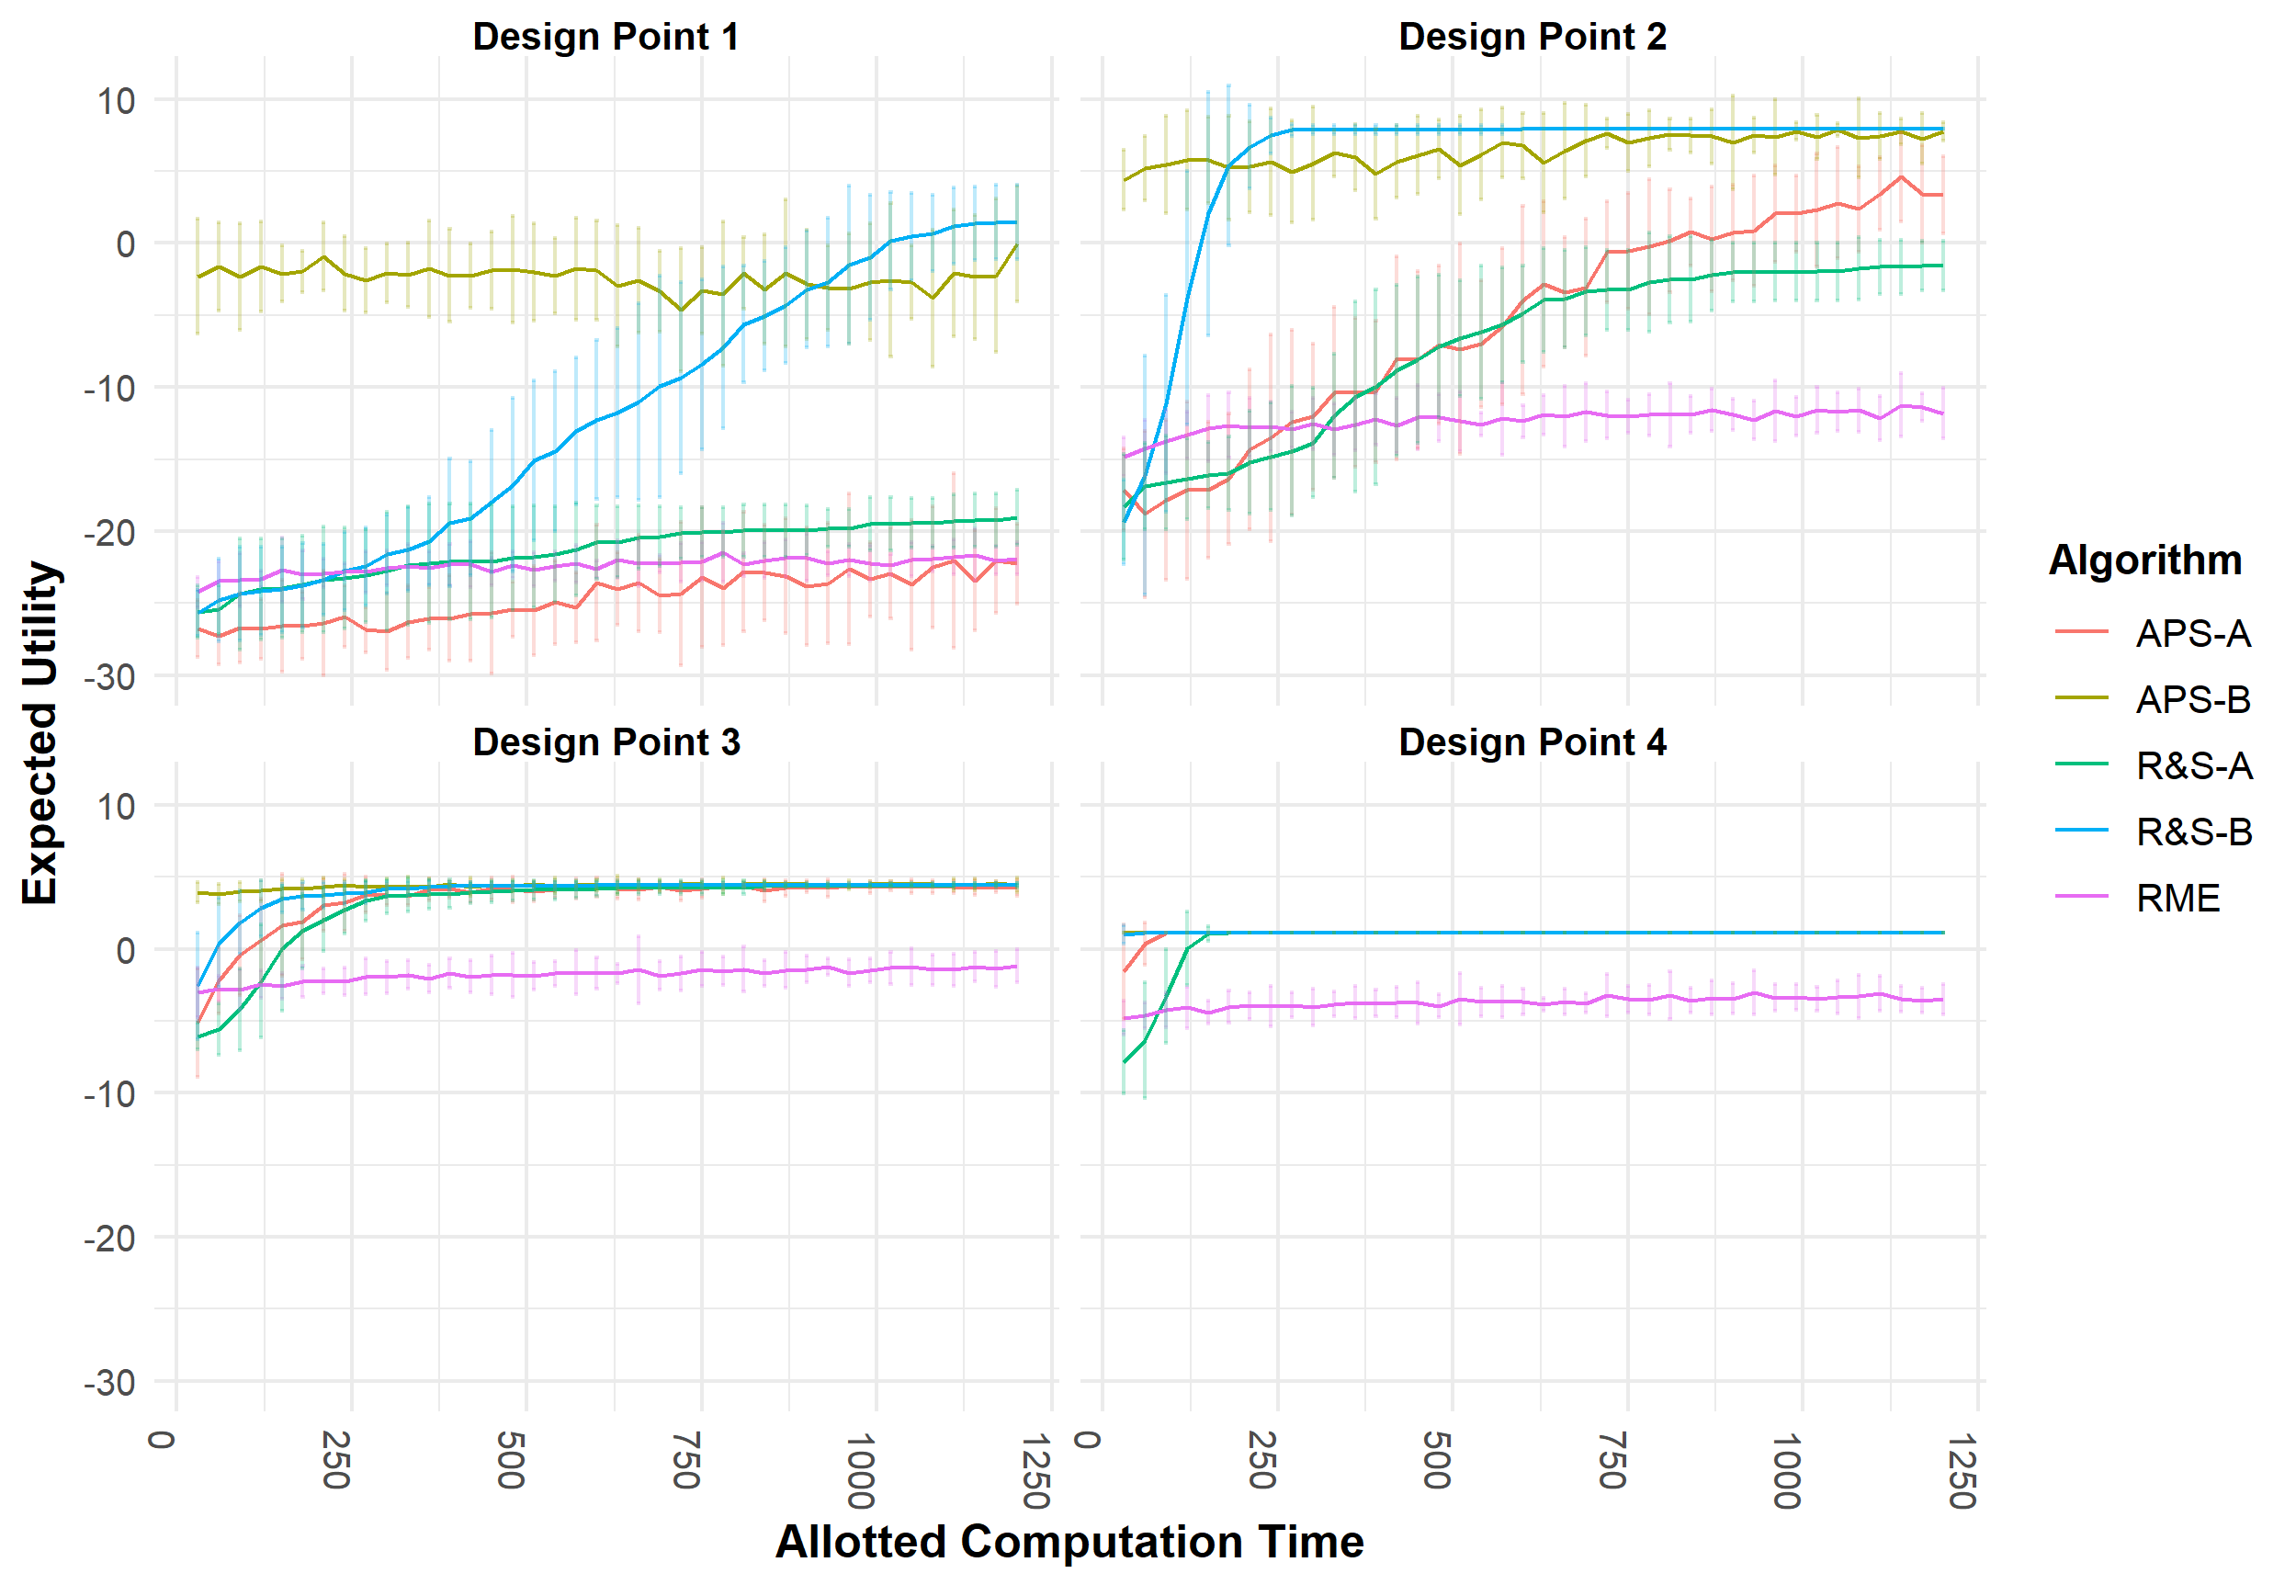 Design Point 1
Design Point 2
10
0
-10
-20
-30
Design Point 3
Design Point 4
10
0
-10
-20
-30
Expected Utility
0
250
500
750
1000
1250
0
250
500
750
1000
1250
Allotted Computation Time
Algorithm
APS-A
APS-B
R&S-A
R&S-B
RME